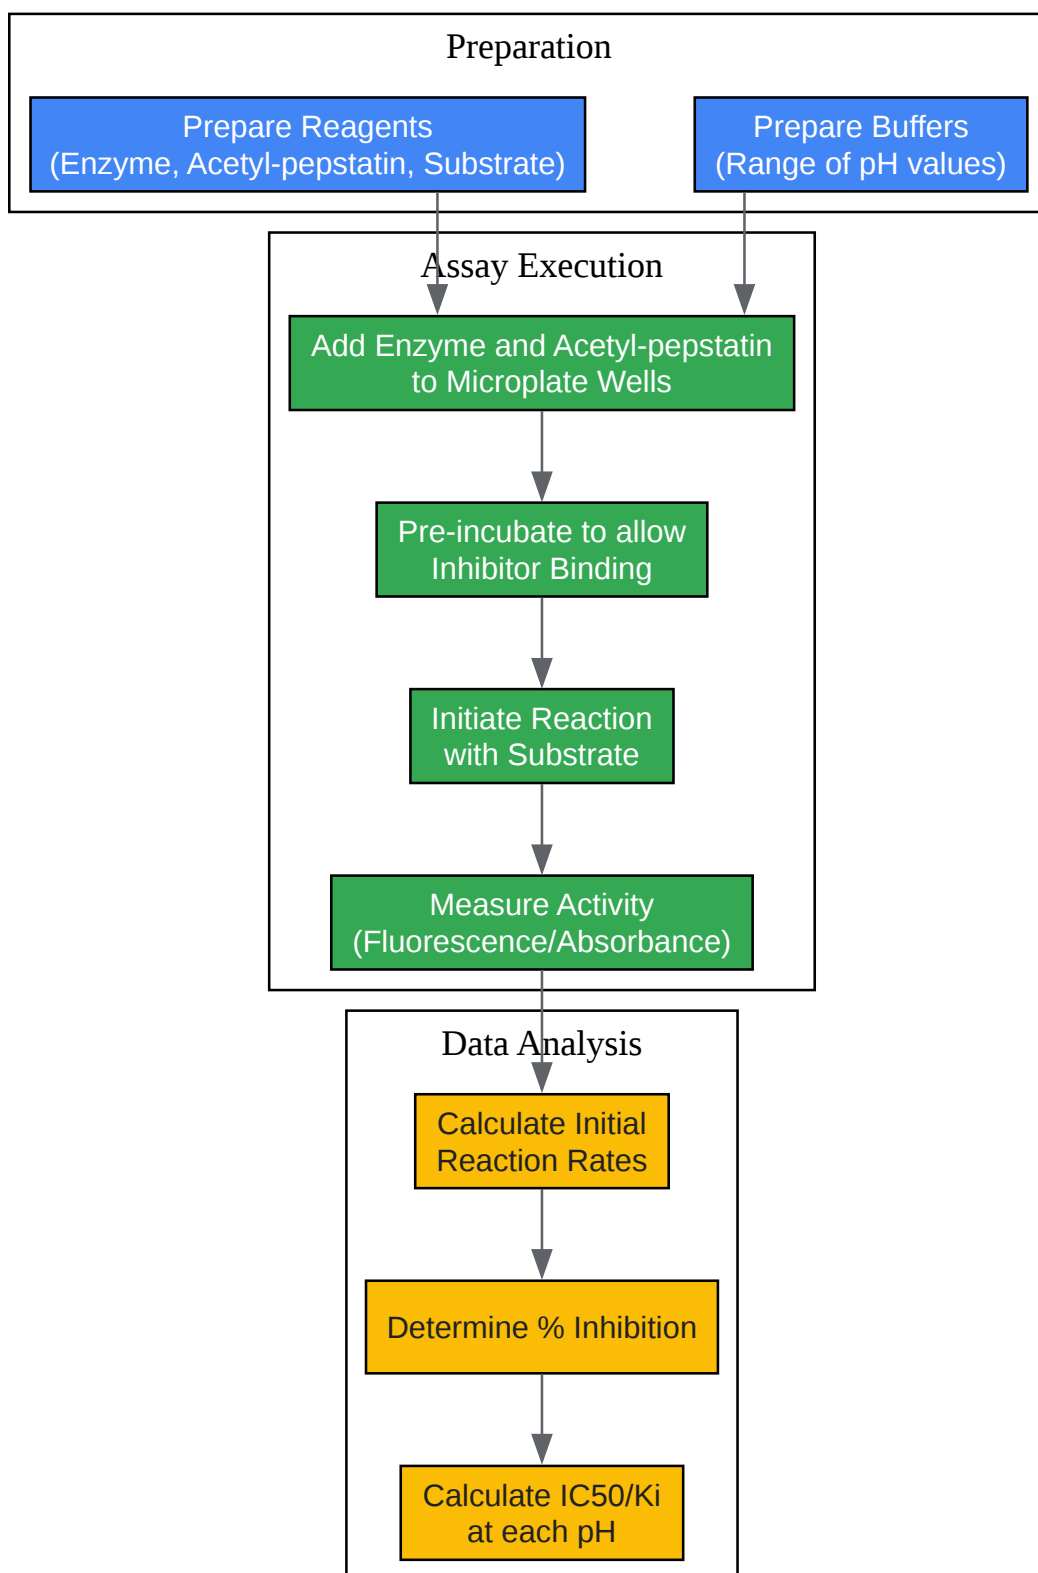 Preparation
Prepare Reagents
(Enzyme, Acetyl-pepstatin, Substrate)
Prepare Buffers
(Range of pH values)
Assay Execution
Add Enzyme and Acetyl-pepstatin
to Microplate Wells
Pre-incubate to allow
Inhibitor Binding
Initiate Reaction
with Substrate
Measure Activity
(Fluorescence/Absorbance)
Data Analysis
Calculate Initial
Reaction Rates
Determine % Inhibition
Calculate IC50/Ki
at each pH